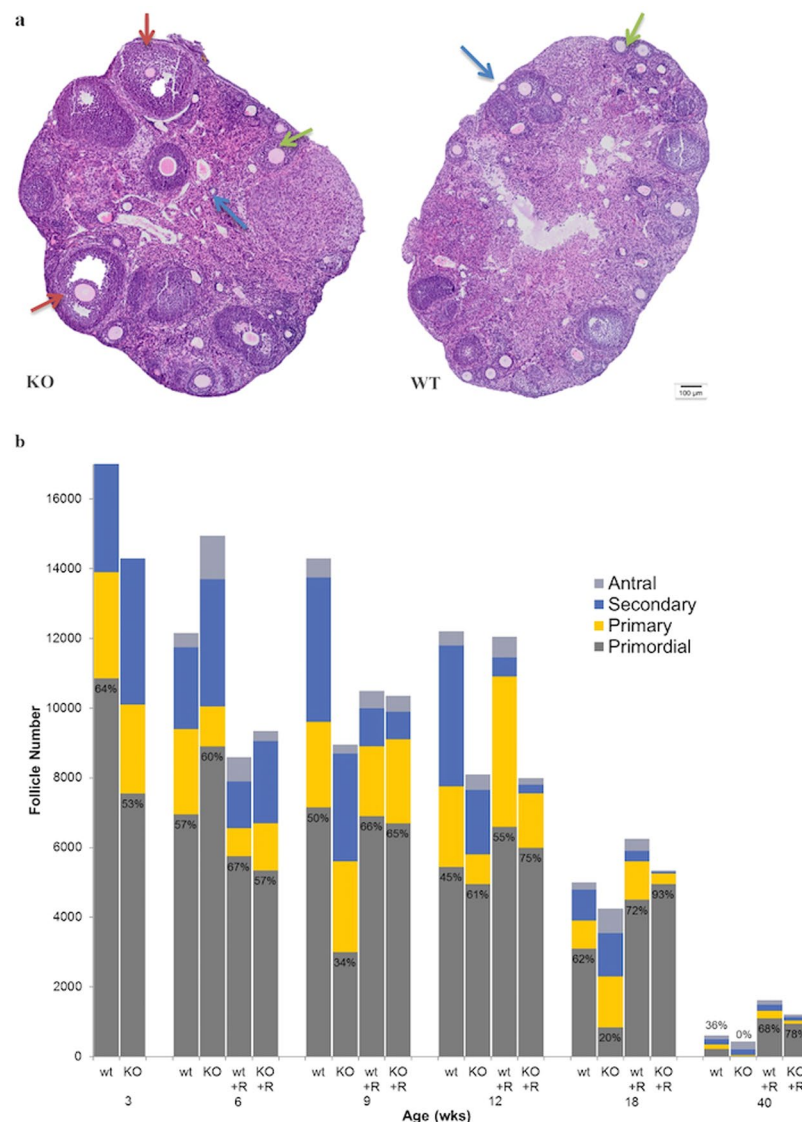 a
KO
WT
100 µm
b
16000
14000
12000
10000
8000
6000
4000
2000
0
Follicle Number
Antral
Secondary
Primary
Primordial
64%
53%
57%
60%
67%
57%
50%
34%
66%
65%
45%
61%
55%
75%
62%
20%
72%
93%
36%
0%
68%
78%
wt KO wt KO wt KO wt KO wt KO wt KO wt KO wt KO wt KO wt KO wt KO
+R +R +R +R +R +R +R +R +R +R
3 6 9 12 18 40
Age (wks)